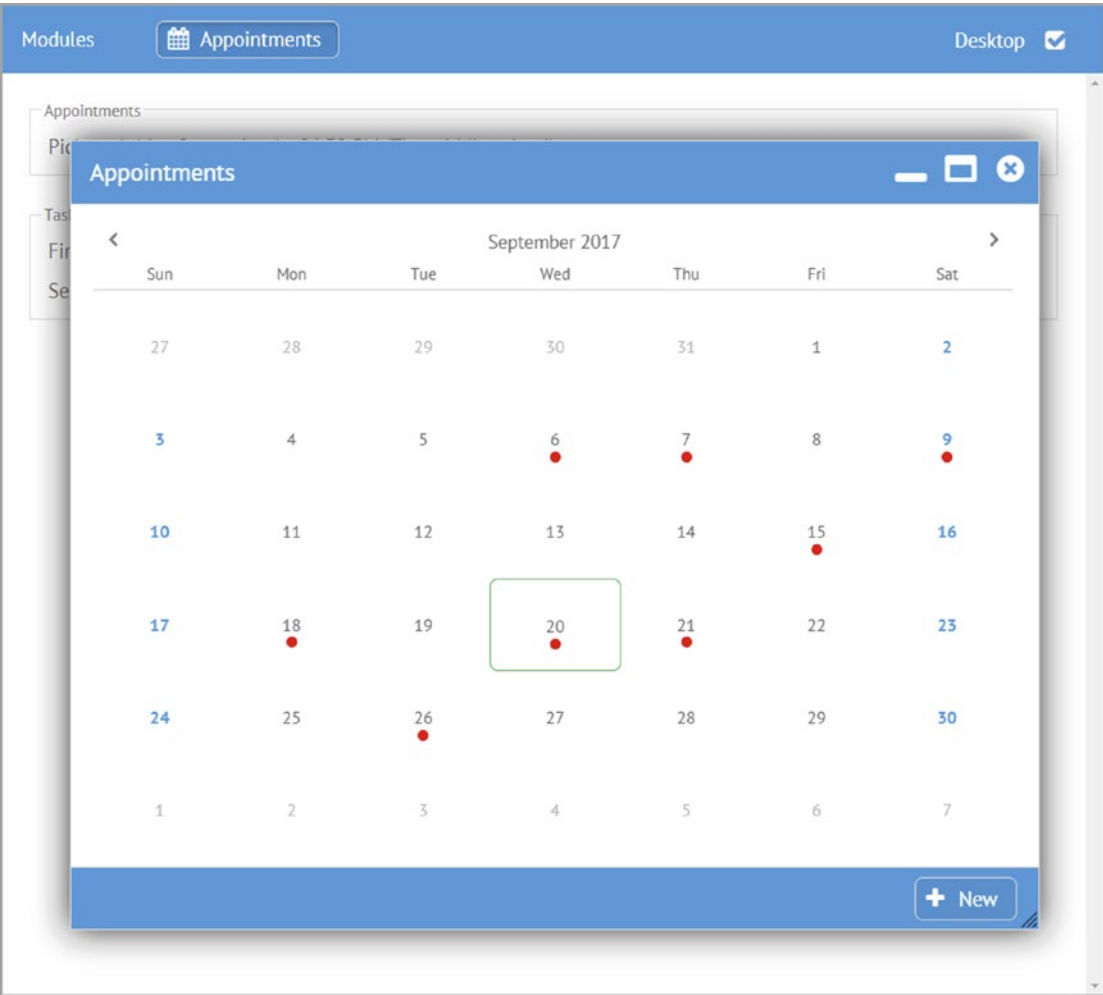 Modules Appointments Desktop
Appointments
Appointments
September 2017
Sun Mon Tue Wed Thu Fri Sat
27 28 29 30 31 1 2
3 4 5 6 7 8 9
10 11 12 13 14 15 16
17 18 19 20 21 22 23
24 25 26 27 28 29 30
1 2 3 4 5 6 7
New